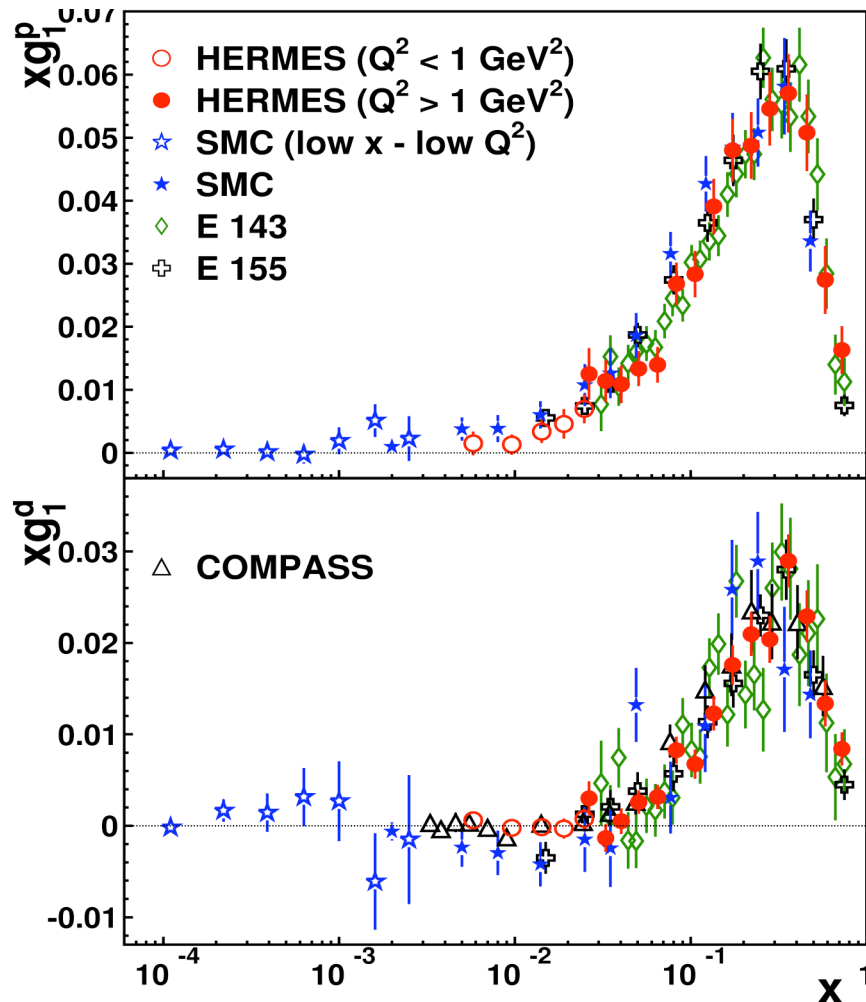 xg₁ᵖ
0.07
0.06
0.05
0.04
0.03
0.02
0.01
0
HERMES (Q² < 1 GeV²)
HERMES (Q² > 1 GeV²)
SMC (low x - low Q²)
SMC
E 143
E 155
xg₁ᵈ
0.03
0.02
0.01
0
-0.01
COMPASS
10⁻⁴
10⁻³
10⁻²
10⁻¹
1
x